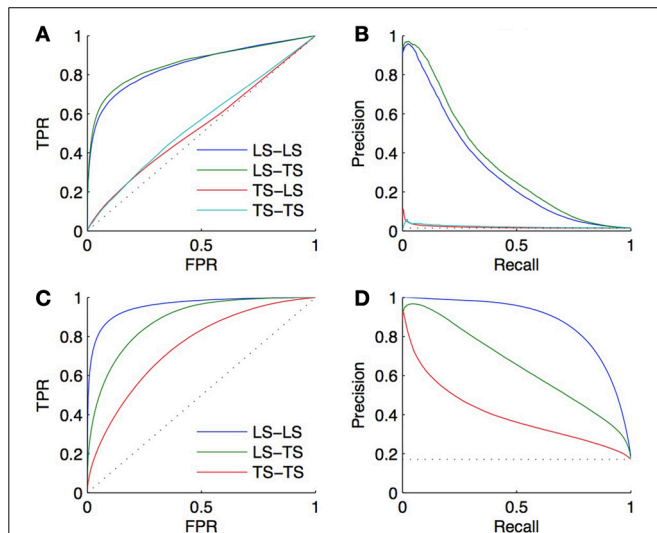 A
B
1
0.8
0.6
0.4
0.2
0
TPR
0
0.5
1
FPR
LS–LS
LS–TS
TS–LS
TS–TS
1
0.8
0.6
0.4
0.2
0
Precision
0
0.5
1
Recall
C
D
1
0.8
0.6
0.4
0.2
0
TPR
0
0.5
1
FPR
LS–LS
LS–TS
TS–TS
1
0.8
0.6
0.4
0.2
0
Precision
0
0.5
1
Recall